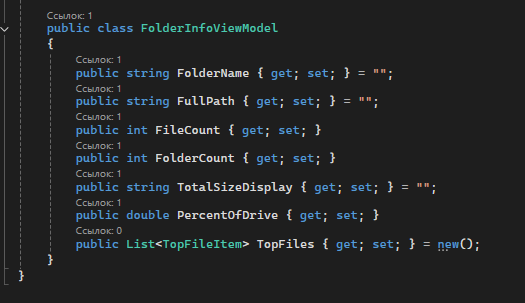 Ссылок: 1
public class FolderInfoViewModel
{
Ссылок: 1
public string FolderName { get; set; } = "";
Ссылок: 1
public string FullPath { get; set; } = "";
Ссылок: 1
public int FileCount { get; set; }
Ссылок: 1
public int FolderCount { get; set; }
Ссылок: 1
public string TotalSizeDisplay { get; set; } = "";
Ссылок: 1
public double PercentOfDrive { get; set; }
Ссылок: 0
public List<TopFileItem> TopFiles { get; set; } = new();
}
}